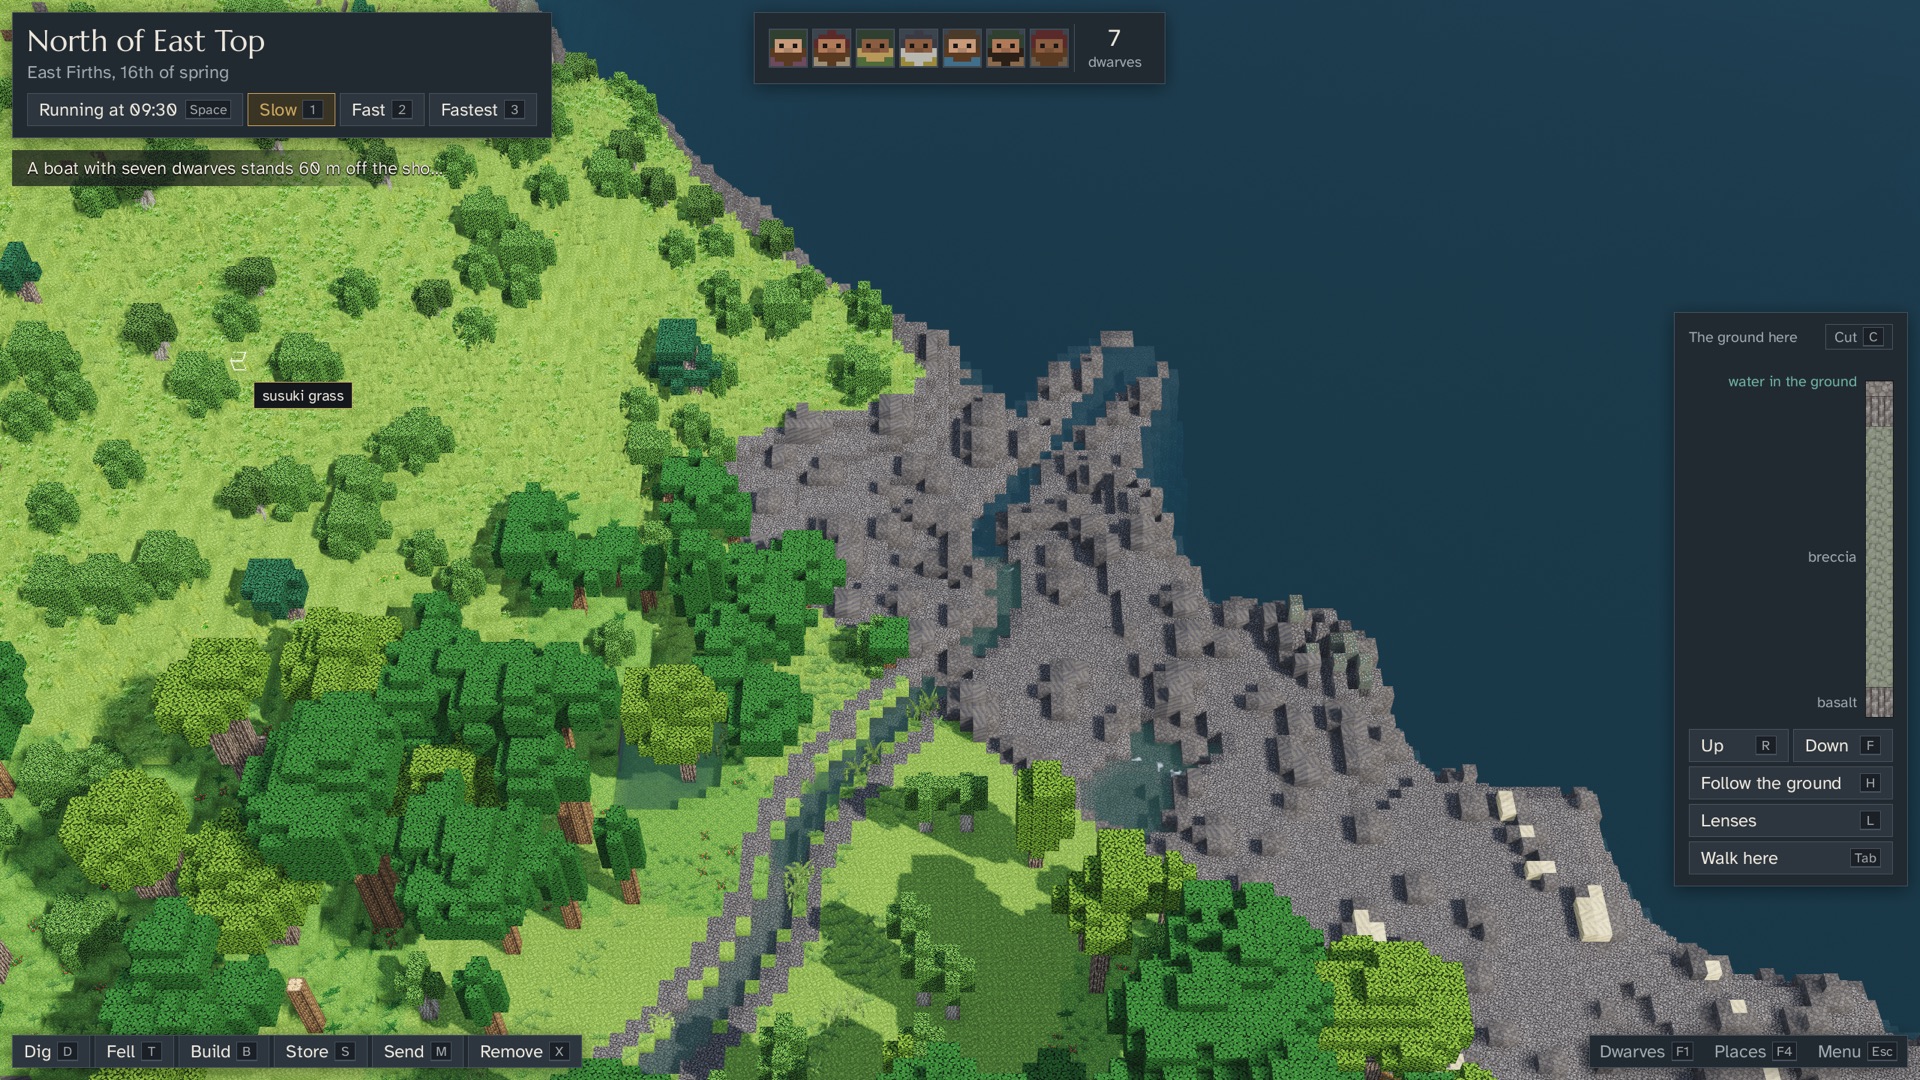 North of East Top
East Firths, 16th of spring
Running at 09:30 Space Slow 1 Fast 2 Fastest 3
A boat with seven dwarves stands 60 m off the sho...
7
dwarves
susuki grass
The ground here Cut C
water in the ground
breccia
basalt
Up R Down F
Follow the ground H
Lenses L
Walk here Tab
Dig D Fell T Build B Store S Send M Remove X
Dwarves F1 Places F4 Menu Esc